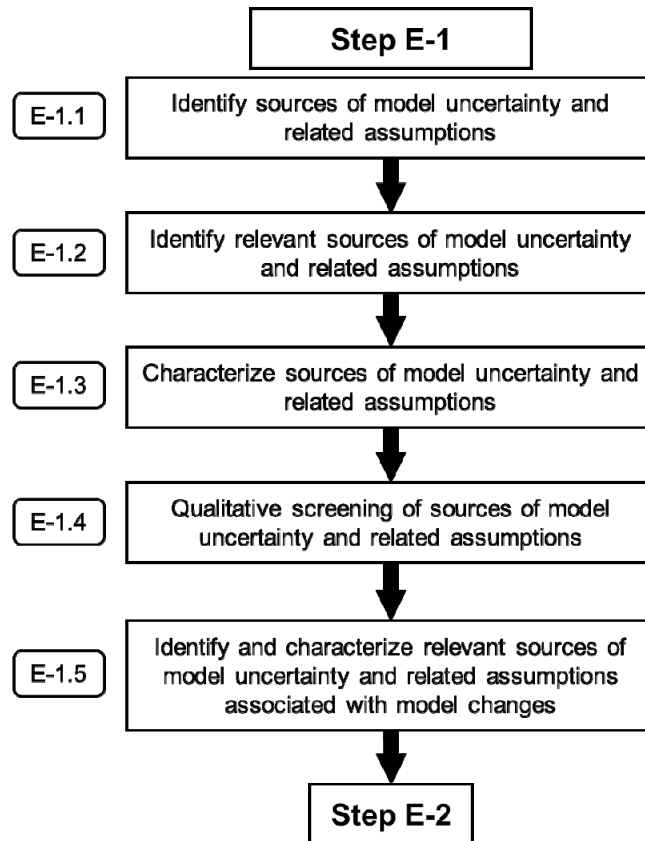 Step E-1
E-1.1
Identify sources of model uncertainty and
related assumptions
E-1.2
Identify relevant sources of model uncertainty
and related assumptions
E-1.3
Characterize sources of model uncertainty and
related assumptions
E-1.4
Qualitative screening of sources of model
uncertainty and related assumptions
E-1.5
Identify and characterize relevant sources of
model uncertainty and related assumptions
associated with model changes
Step E-2